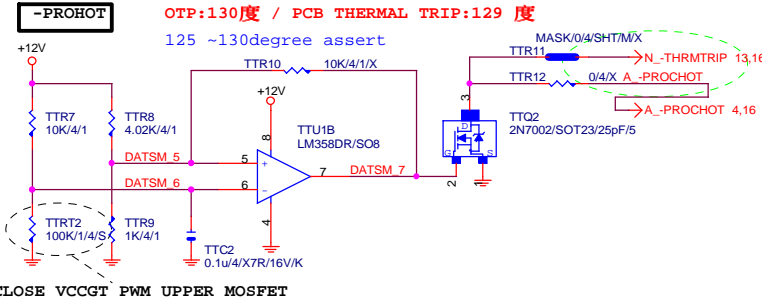 -PROHOT
OTP:130度 / PCB THERMAL TRIP:129 度
125 ~130degree assert
+12V
TTR7
10K/4/1
TTR8
4.02K/4/1
TTR10
10K/4/1/X
+12V
TTU1B
LM358DR/SO8
8
DATSM_5
5
+
DATSM_6
6
-
7
DATSM_7
4
TTRT2
100K/1/4/S
TTR9
1K/4/1
TTC2
0.1u/4/X7R/16V/K
MASK/0/4/SHT/M/X
TTR11
N_-THRMTRIP 13,16
TTR12
0/4/X
A_-PROCHOT
A_-PROCHOT 4,16
3
TTQ2
2N7002/SOT23/25pF/5
D
G
S
2
1
CLOSE VCCGT PWM UPPER MOSFET